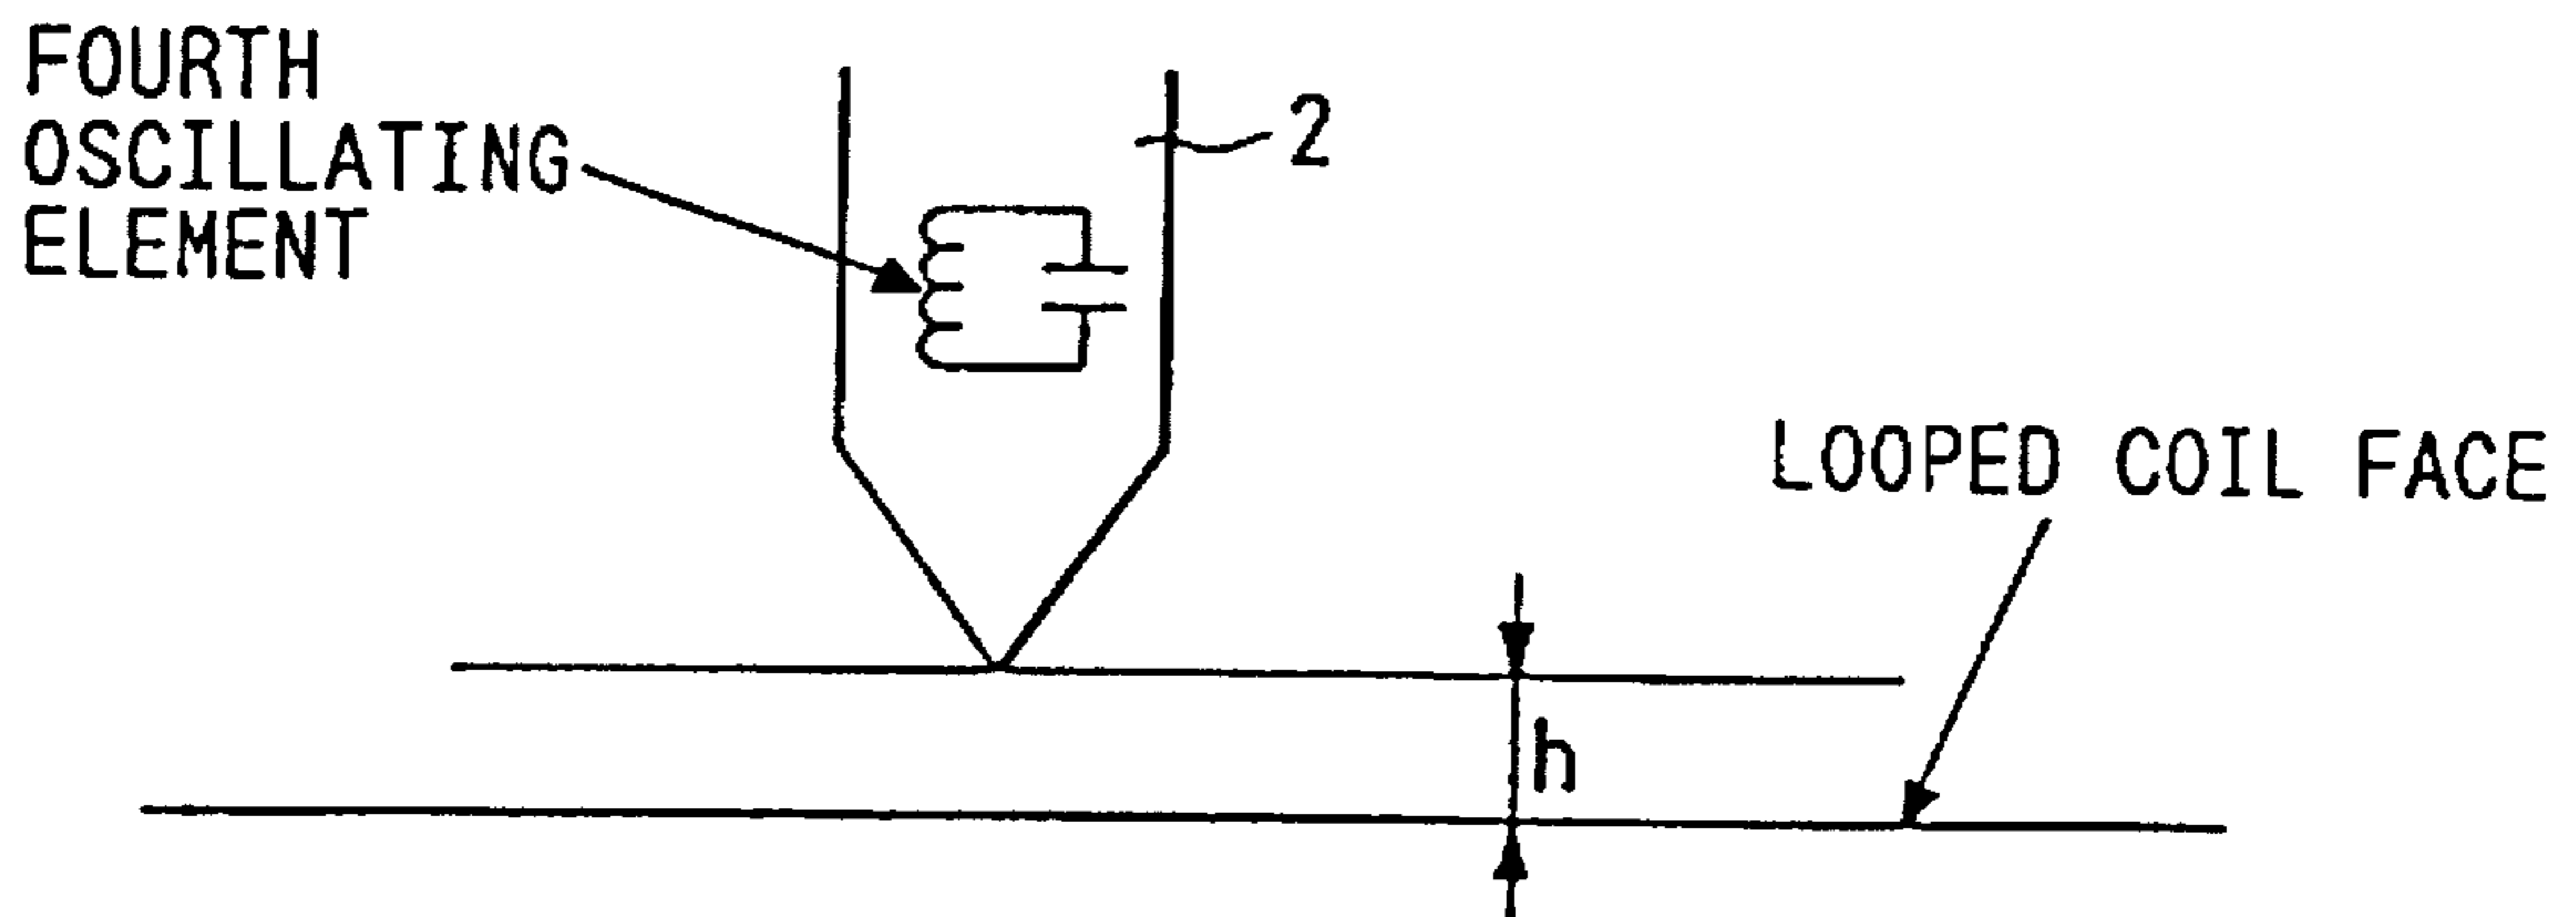 FOURTH
OSCILLATING
ELEMENT
2
LOOPED COIL FACE
h